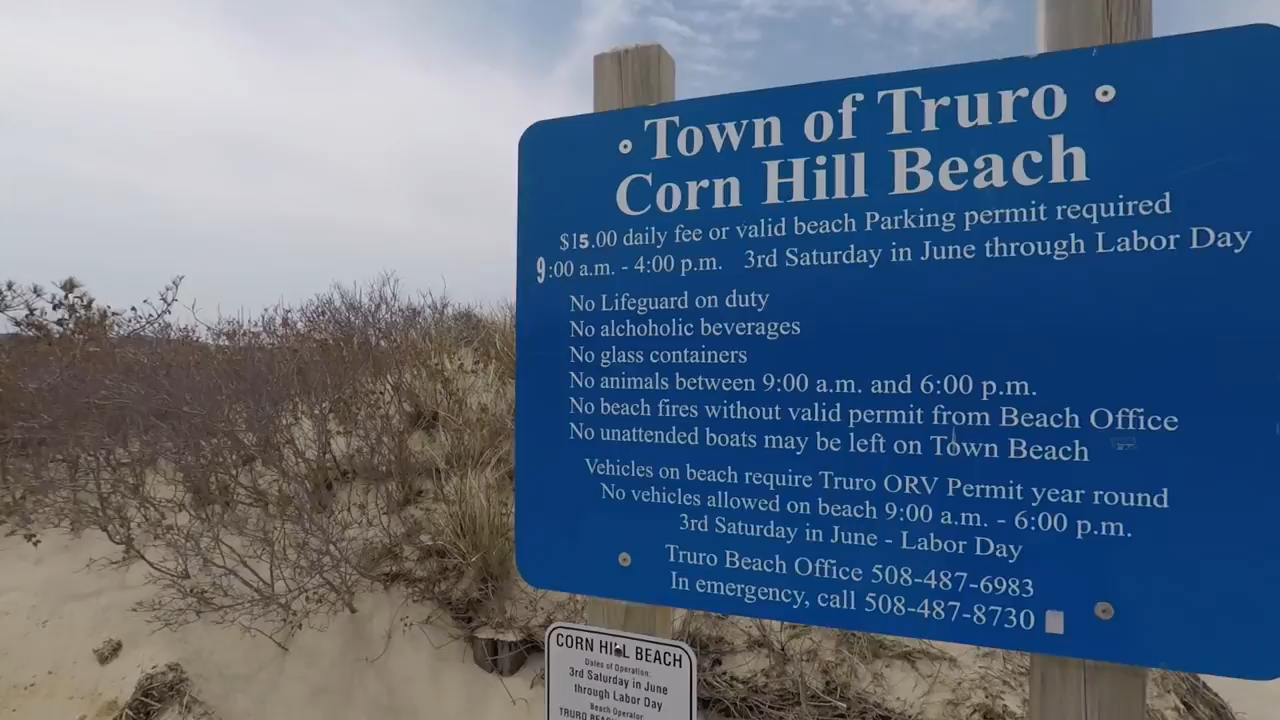 Town of Truro
Corn Hill Beach
$15.00 daily fee or valid beach Parking permit required
9:00 a.m. - 4:00 p.m. 3rd Saturday in June through Labor Day
No Lifeguard on duty
No alchoholic beverages
No glass containers
No animals between 9:00 a.m. and 6:00 p.m.
No beach fires without valid permit from Beach Office
No unattended boats may be left on Town Beach
Vehicles on beach require Truro ORV Permit year round
No vehicles allowed on beach 9:00 a.m. - 6:00 p.m.
3rd Saturday in June - Labor Day
Truro Beach Office 508-487-6983
In emergency, call 508-487-8730
CORN HILL BEACH
Dates of Operation:
3rd Saturday in June
through Labor Day
Beach Operator
TRURO